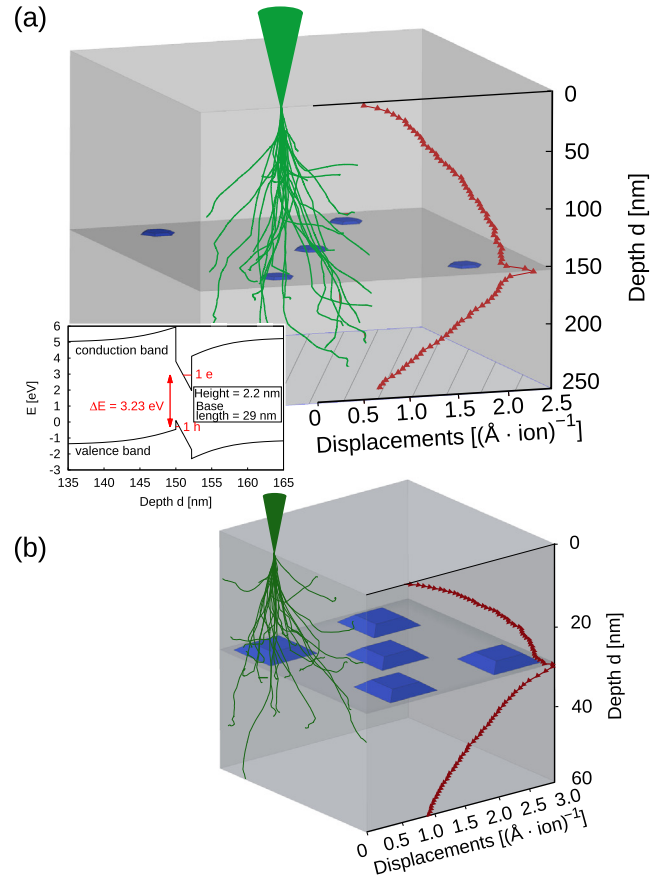 (a)
0
50
100
150
200
250
Depth d [nm]
0 0.5 1.0 1.5 2.0 2.5
Displacements [(Å · ion)⁻¹
6
5
4
3
2
1
0
-1
-2
-3
E [eV]
conduction band
1 e
ΔE = 3.23 eV
Height = 2.2 nm
Base
length = 29 nm
1 h
valence band
135 140 145 150 155 160 165
Depth d [nm]
(b)
0
20
40
60
Depth d [nm]
0 0.5 1.0 1.5 2.0 2.5 3.0
Displacements [(Å · ion)⁻¹